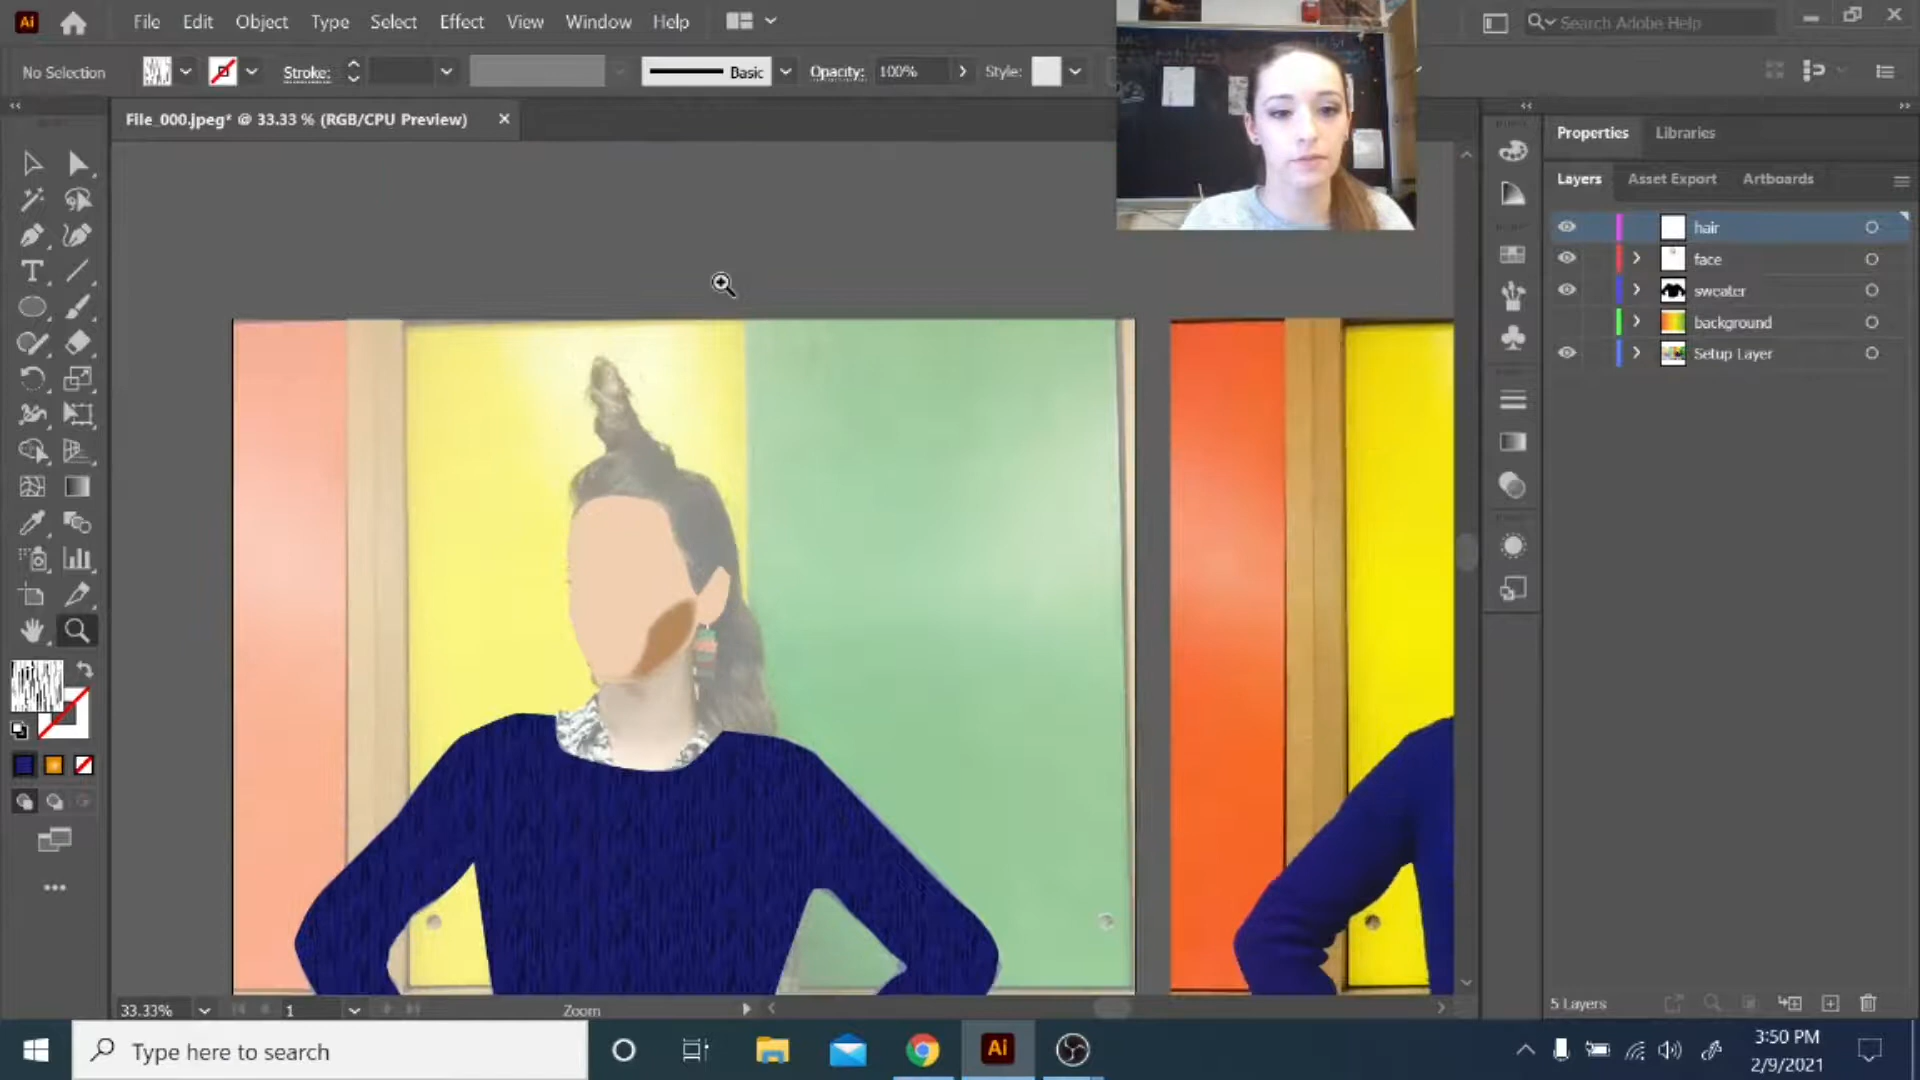 Ai File Edit Object Type Select Effect View Window Help Search Adobe Help
No Selection Stroke: Basic Opacity: 100% Style:
File_000.jpeg* @ 33.33 % (RGB/CPU Preview) ×
Properties Libraries
Layers Asset Export Artboards
hair
face
sweater
background
Setup Layer
33.33% 1 Zoom 5 Layers
Type here to search Ai 3:50 PM
2/9/2021